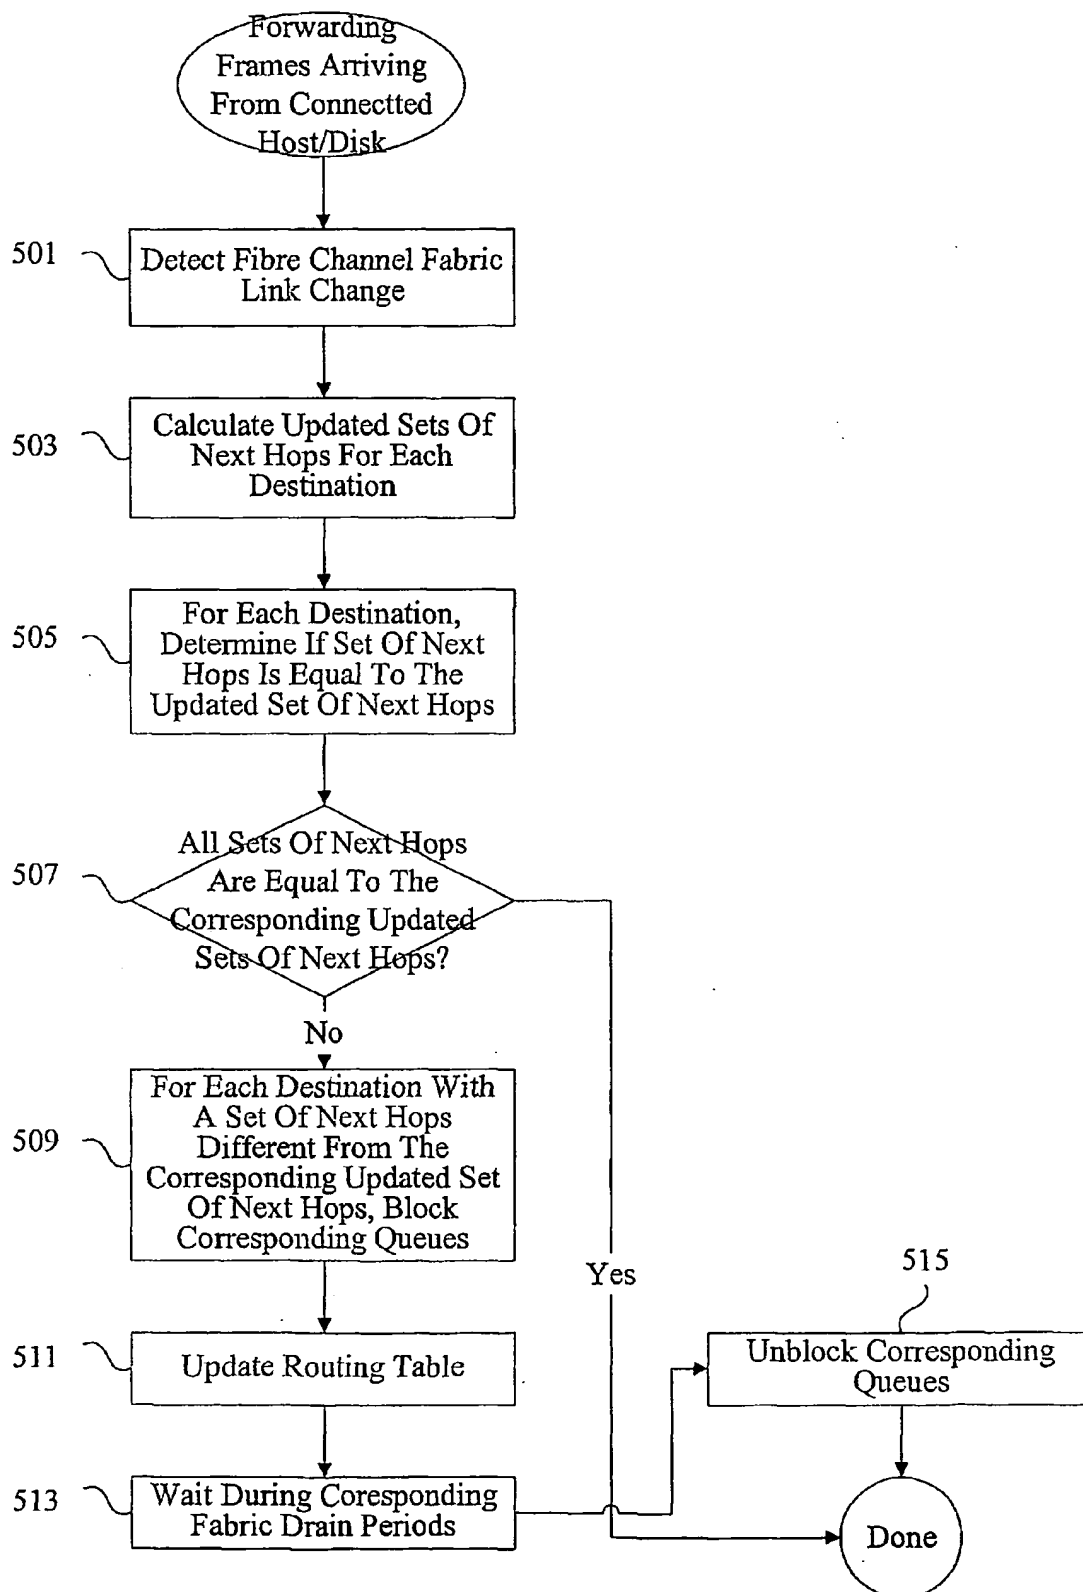 Forwarding
Frames Arriving
From Connectted
Host/Disk
501
Detect Fibre Channel Fabric
Link Change
503
Calculate Updated Sets Of
Next Hops For Each
Destination
505
For Each Destination,
Determine If Set Of Next
Hops Is Equal To The
Updated Set Of Next Hops
507
All Sets Of Next Hops
Are Equal To The
Corresponding Updated
Sets Of Next Hops?
No
509
For Each Destination With
A Set Of Next Hops
Different From The
Corresponding Updated Set
Of Next Hops, Block
Corresponding Queues
Yes
511
Update Routing Table
513
Wait During Coresponding
Fabric Drain Periods
515
Unblock Corresponding
Queues
Done